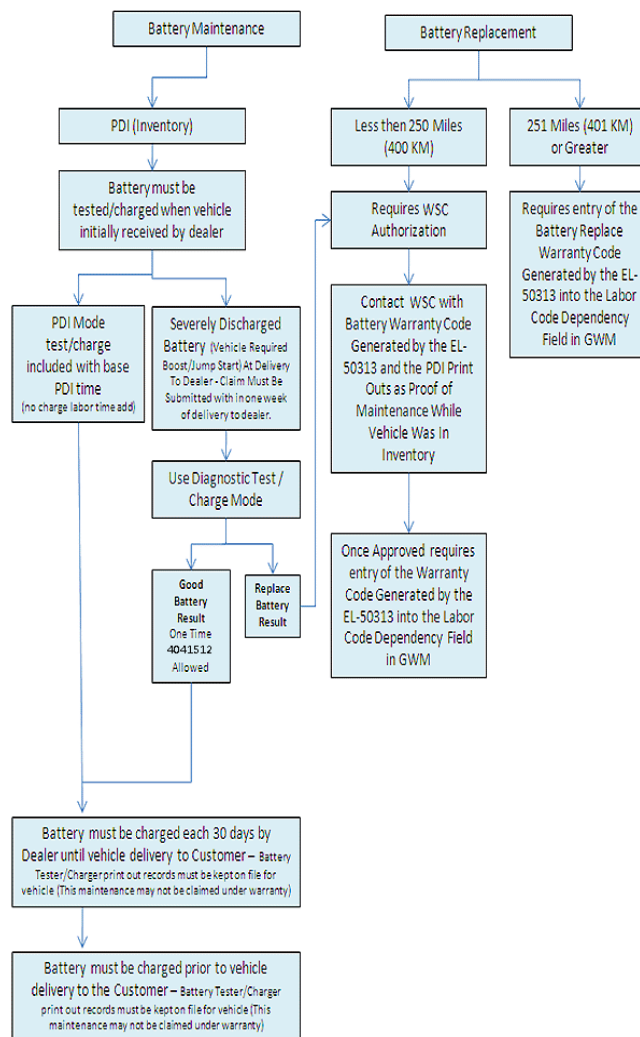 Battery Maintenance
PDI (Inventory)
Battery must be
tested/charged when vehicle
initially received by dealer
PDI Mode
test/charge
included with base
PDI time
(no charge labor time add)
Severely Discharged
Battery (Vehicle Required
Boost/Jump Start) At Delivery
To Dealer - Claim Must Be
Submitted with in one week
of delivery to dealer.
Use Diagnostic Test /
Charge Mode
Good
Battery
Result
One Time
4041512
Allowed
Replace
Battery
Result
Battery must be charged each 30 days by
Dealer until vehicle delivery to Customer – Battery
Tester/Charger print out records must be kept on file for
vehicle (This maintenance may not be claimed under warranty)
Battery must be charged prior to vehicle
delivery to the Customer – Battery Tester/Charger
print out records must be kept on file for vehicle (This
maintenance may not be claimed under warranty)
Battery Replacement
Less then 250 Miles
(400 KM)
Requires WSC
Authorization
Contact WSC with
Battery Warranty Code
Generated by the EL-
50313 and the PDI Print
Outs as Proof of
Maintenance While
Vehicle Was In
Inventory
Once Approved requires
entry of the Warranty
Code Generated by the
EL-50313 into the Labor
Code Dependency Field
in GWM
251 Miles (401 KM)
or Greater
Requires entry of the
Battery Replace
Warranty Code
Generated by the EL-
50313 into the Labor
Code Dependency
Field in GWM